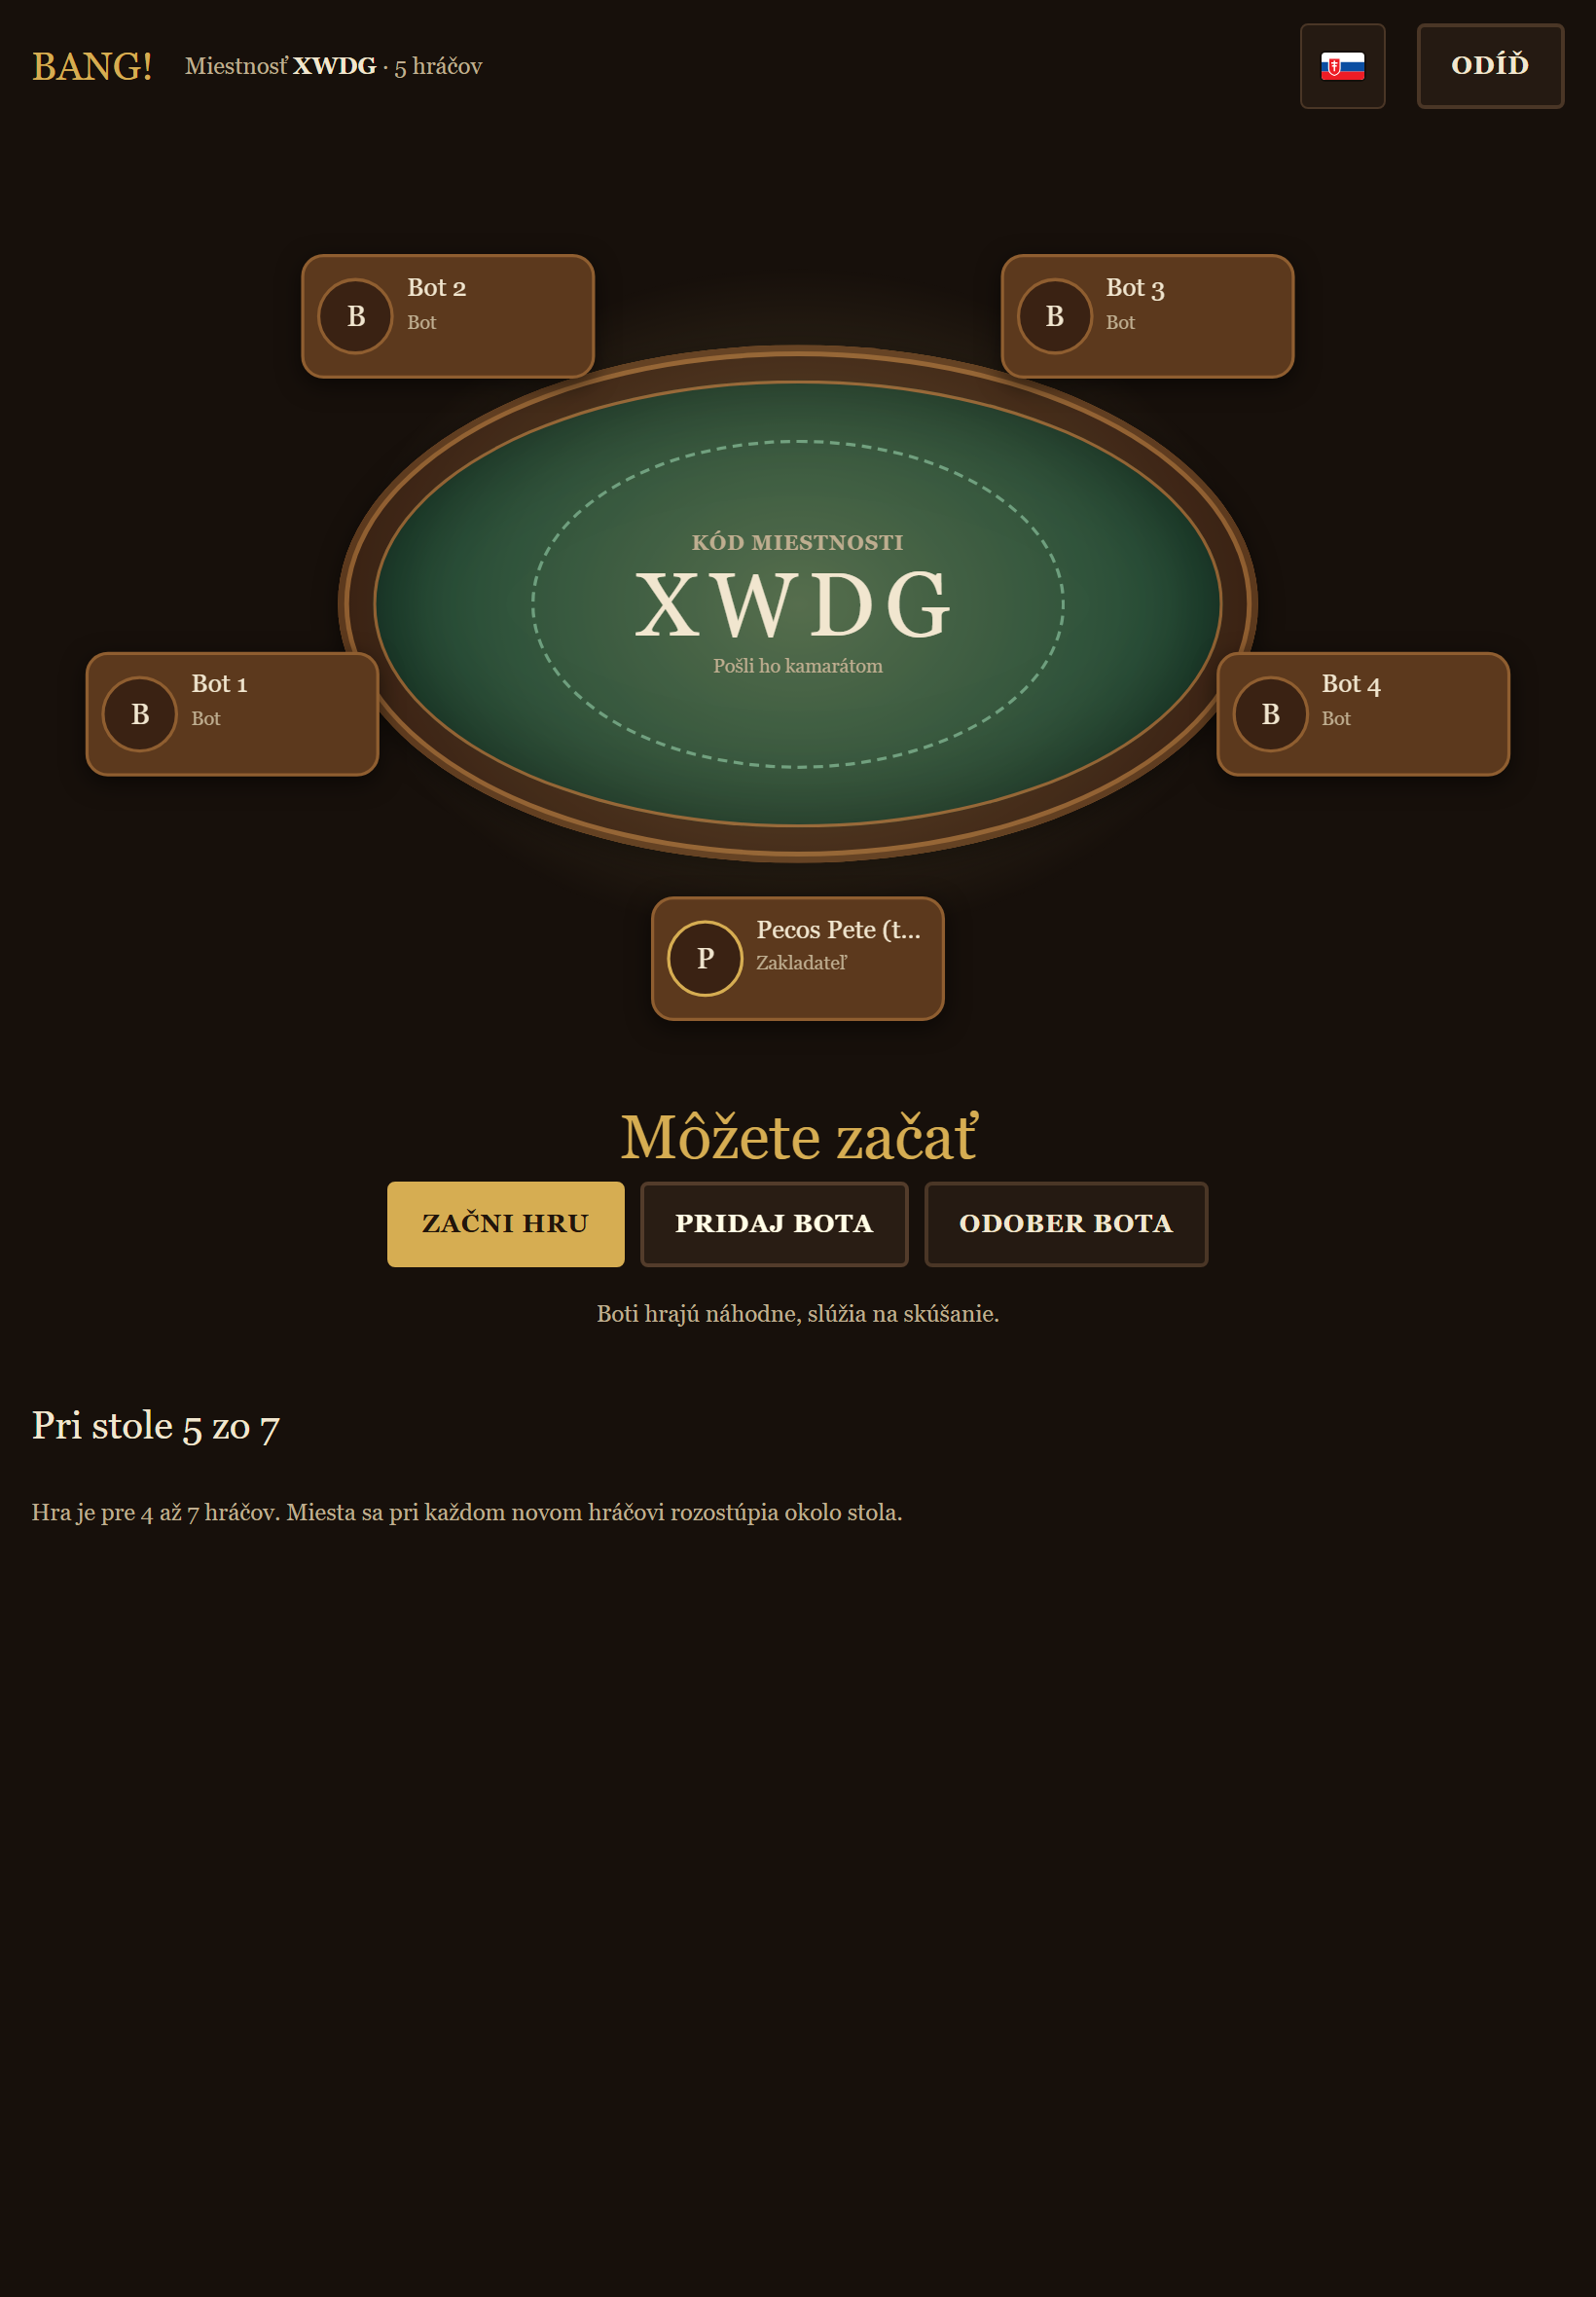 BANG!
Miestnosť XWDG · 5 hráčov
ODÍĎ
B
Bot 2
Bot
B
Bot 3
Bot
KÓD MIESTNOSTI
XWDG
Pošli ho kamarátom
B
Bot 1
Bot
B
Bot 4
Bot
P
Pecos Pete (t...
Zakladateľ
Môžete začať
ZAČNI HRU
PRIDAJ BOTA
ODOBER BOTA
Boti hrajú náhodne, slúžia na skúšanie.
Pri stole 5 zo 7
Hra je pre 4 až 7 hráčov. Miesta sa pri každom novom hráčovi rozostúpia okolo stola.